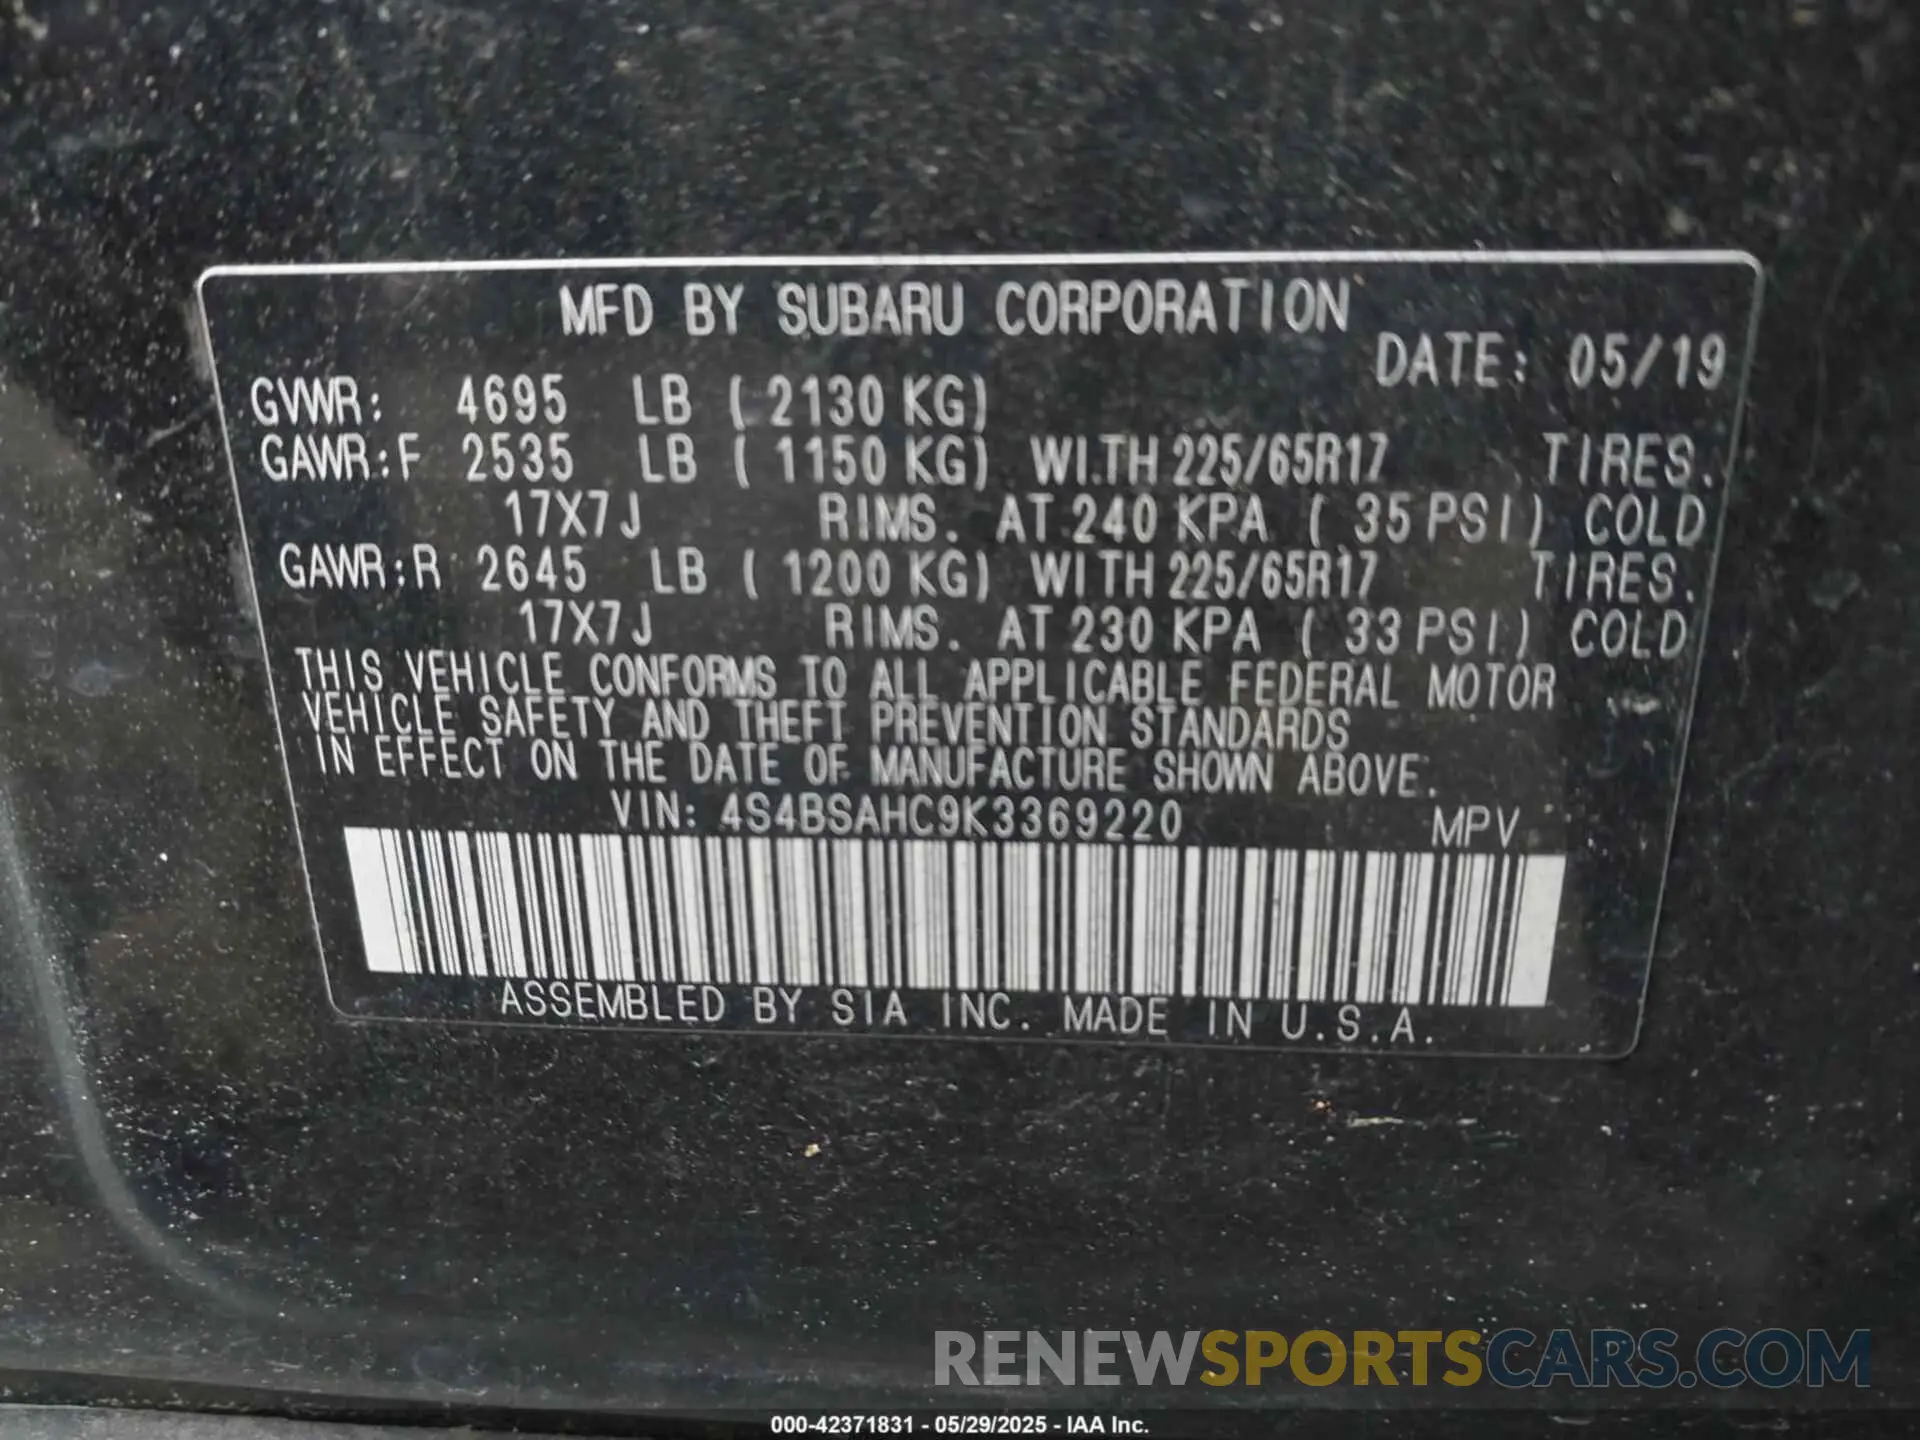 MFD BY SUBARU CORPORATION
DATE: 05/19
GVWR: 4695 LB ( 2130 KG)
GAWR:F 2535 LB ( 1150 KG) WITH 225/65R17 TIRES.
17X7J RIMS. AT 240 KPA ( 35 PSI) COLD
GAWR:R 2645 LB ( 1200 KG) WITH 225/65R17 TIRES.
17X7J RIMS. AT 230 KPA ( 33 PSI) COLD
THIS VEHICLE CONFORMS TO ALL APPLICABLE FEDERAL MOTOR
VEHICLE SAFETY AND THEFT PREVENTION STANDARDS
IN EFFECT ON THE DATE OF MANUFACTURE SHOWN ABOVE.
VIN: 4S4BSAHC9K3369220 MPV
ASSEMBLED BY SIA INC. MADE IN U.S.A.
RENEWSPORTSCARS.COM
000-42371831 - 05/29/2025 - IAA Inc.